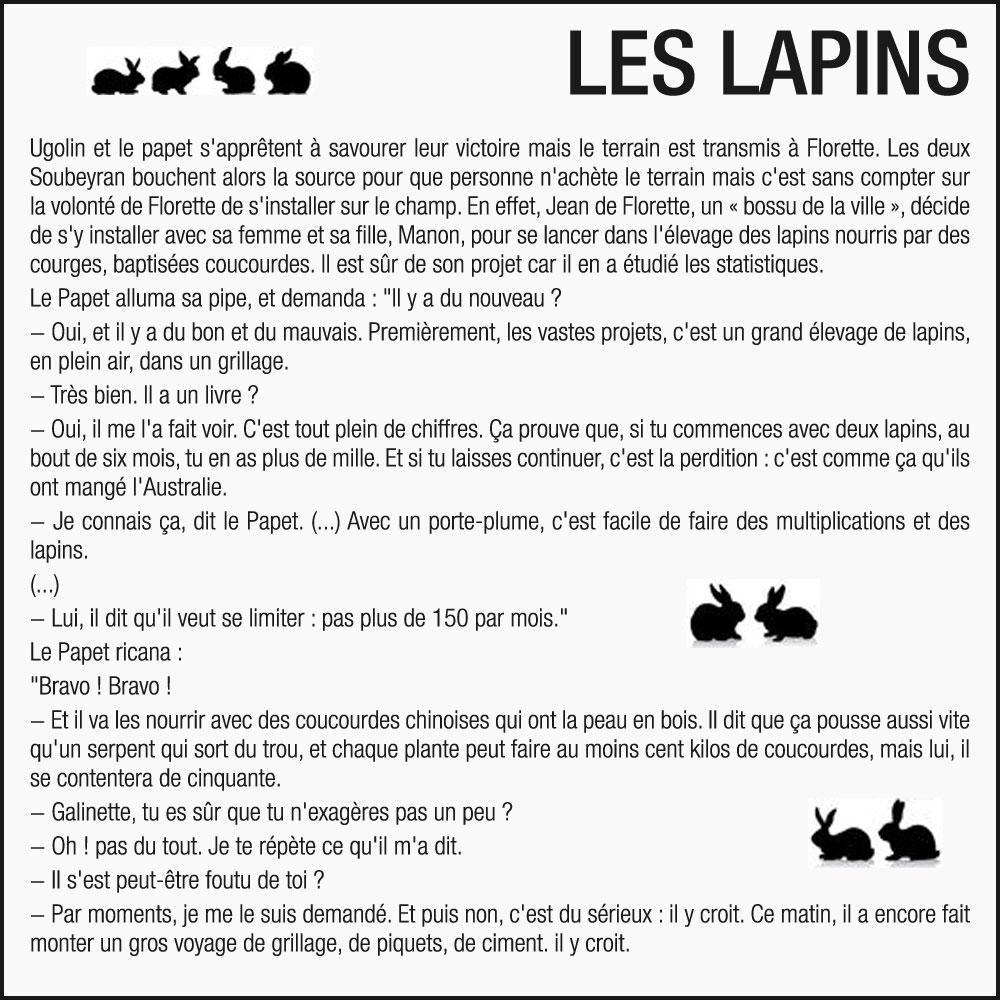 LES LAPINS
Ugolin et le papet s'apprêtent à savourer leur victoire mais le terrain est transmis à Florette. Les deux
Soubeyran bouchent alors la source pour que personne n'achète le terrain mais c'est sans compter sur
la volonté de Florette de s'installer sur le champ. En effet, Jean de Florette, un « bossu de la ville », décide
de s'y installer avec sa femme et sa fille, Manon, pour se lancer dans l'élevage des lapins nourris par des
courges, baptisées coucourdes. Il est sûr de son projet car il en a étudié les statistiques.
Le Papet alluma sa pipe, et demanda : "Il y a du nouveau ?
– Oui, et il y a du bon et du mauvais. Premièrement, les vastes projets, c'est un grand élevage de lapins,
en plein air, dans un grillage.
– Très bien. Il a un livre ?
– Oui, il me l'a fait voir. C'est tout plein de chiffres. Ça prouve que, si tu commences avec deux lapins, au
bout de six mois, tu en as plus de mille. Et si tu laisses continuer, c'est la perdition : c'est comme ça qu'ils
ont mangé l'Australie.
– Je connais ça, dit le Papet. (...) Avec un porte-plume, c'est facile de faire des multiplications et des
lapins.
(...)
– Lui, il dit qu'il veut se limiter : pas plus de 150 par mois."
Le Papet ricana :
"Bravo ! Bravo !
– Et il va les nourrir avec des coucourdes chinoises qui ont la peau en bois. Il dit que ça pousse aussi vite
qu'un serpent qui sort du trou, et chaque plante peut faire au moins cent kilos de coucourdes, mais lui, il
se contentera de cinquante.
– Galinette, tu es sûr que tu n'exagères pas un peu ?
– Oh ! pas du tout. Je te répète ce qu'il m'a dit.
– Il s'est peut-être foutu de toi ?
– Par moments, je me le suis demandé. Et puis non, c'est du sérieux : il y croit. Ce matin, il a encore fait
monter un gros voyage de grillage, de piquets, de ciment. il y croit.